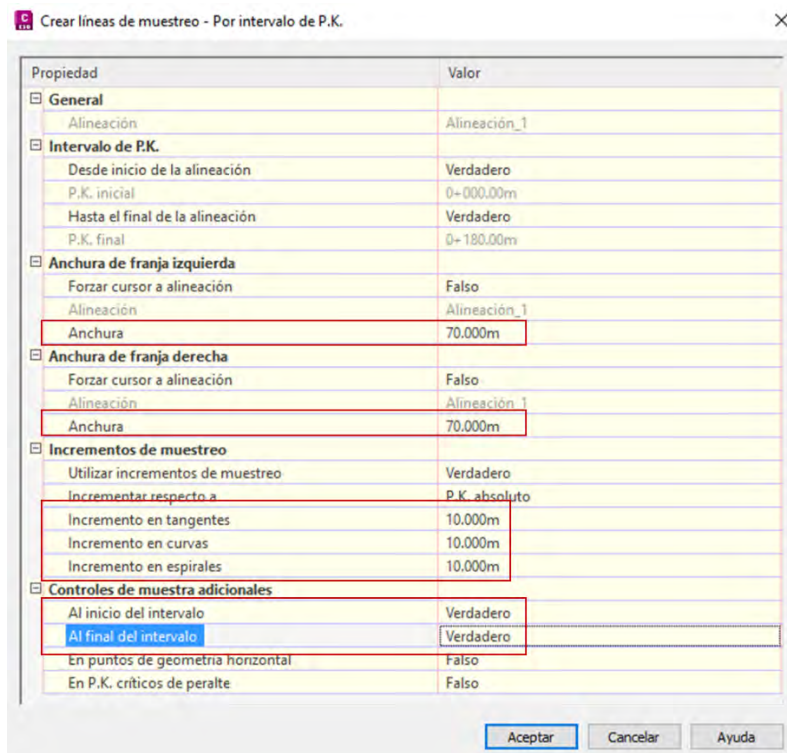 Crear líneas de muestreo - Por intervalo de P.K.
Propiedad Valor
General
Alineación Alineación_1
Intervalo de P.K.
Desde inicio de la alineación Verdadero
P.K. inicial 0+000.00m
Hasta el final de la alineación Verdadero
P.K. final 0+180.00m
Anchura de franja izquierda
Forzar cursor a alineación Falso
Alineación Alineación_1
Anchura 70.000m
Anchura de franja derecha
Forzar cursor a alineación Falso
Alineación Alineación_1
Anchura 70.000m
Incrementos de muestreo
Utilizar incrementos de muestreo Verdadero
Incrementar respecto a P.K. absoluto
Incremento en tangentes 10.000m
Incremento en curvas 10.000m
Incremento en espirales 10.000m
Controles de muestra adicionales
Al inicio del intervalo Verdadero
Al final del intervalo Verdadero
En puntos de geometría horizontal Falso
En P.K. críticos de peralte Falso
Aceptar Cancelar Ayuda